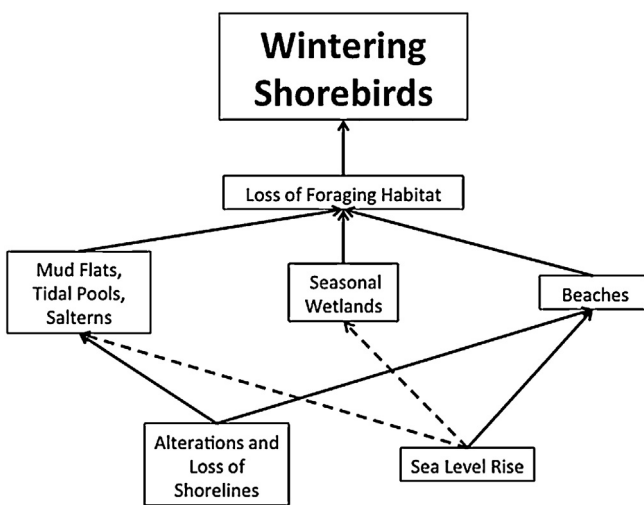 Wintering
Shorebirds
Loss of Foraging Habitat
Mud Flats,
Tidal Pools,
Salterns
Seasonal
Wetlands
Beaches
Alterations and
Loss of
Shorelines
Sea Level Rise